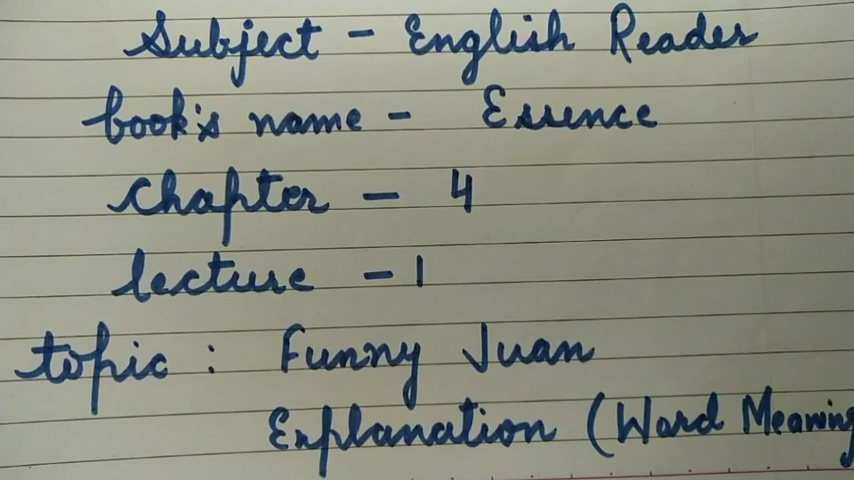 Subject - English Reader
book's name - Essence
chapter - 4
lecture - 1
topic : Funny Juan
Explanation (Word Meaning